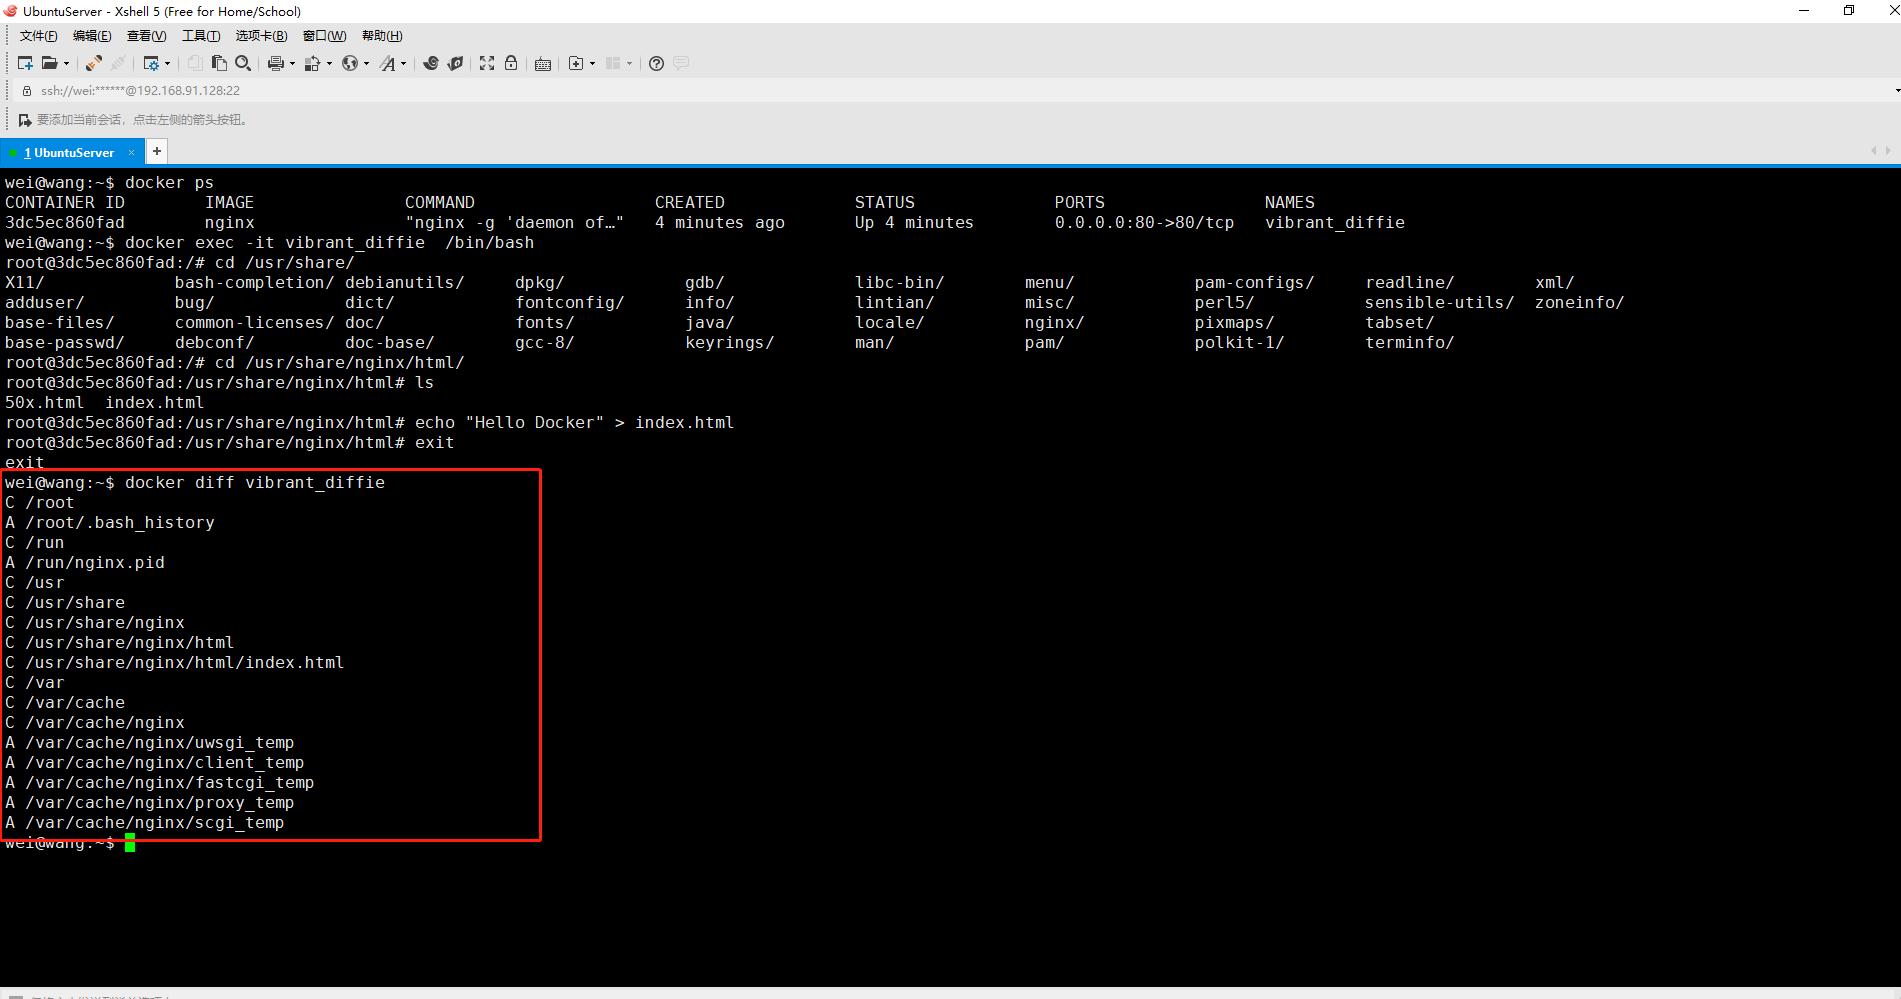 UbuntuServer - Xshell 5 (Free for Home/School)
文件(F) 编辑(E) 查看(V) 工具(T) 选项卡(B) 窗口(W) 帮助(H)
ssh://wei:******@192.168.91.128:22
要添加当前会话，点击左侧的箭头按钮。
1 UbuntuServer × +
wei@wang:~$ docker ps
CONTAINER ID IMAGE COMMAND CREATED STATUS PORTS NAMES
3dc5ec860fad nginx "nginx -g 'daemon of…" 4 minutes ago Up 4 minutes 0.0.0.0:80->80/tcp vibrant_diffie
wei@wang:~$ docker exec -it vibrant_diffie  /bin/bash
root@3dc5ec860fad:/# cd /usr/share/
X11/ bash-completion/ debianutils/ dpkg/ gdb/ libc-bin/ menu/ pam-configs/ readline/ xml/
adduser/ bug/ dict/ fontconfig/ info/ lintian/ misc/ perl5/ sensible-utils/ zoneinfo/
base-files/ common-licenses/ doc/ fonts/ java/ locale/ nginx/ pixmaps/ tabset/
base-passwd/ debconf/ doc-base/ gcc-8/ keyrings/ man/ pam/ polkit-1/ terminfo/
root@3dc5ec860fad:/# cd /usr/share/nginx/html/
root@3dc5ec860fad:/usr/share/nginx/html# ls
50x.html  index.html
root@3dc5ec860fad:/usr/share/nginx/html# echo "Hello Docker" > index.html
root@3dc5ec860fad:/usr/share/nginx/html# exit
exit
wei@wang:~$ docker diff vibrant_diffie
C /root
A /root/.bash_history
C /run
A /run/nginx.pid
C /usr
C /usr/share
C /usr/share/nginx
C /usr/share/nginx/html
C /usr/share/nginx/html/index.html
C /var
C /var/cache
C /var/cache/nginx
A /var/cache/nginx/uwsgi_temp
A /var/cache/nginx/client_temp
A /var/cache/nginx/fastcgi_temp
A /var/cache/nginx/proxy_temp
A /var/cache/nginx/scgi_temp
wei@wang:~$